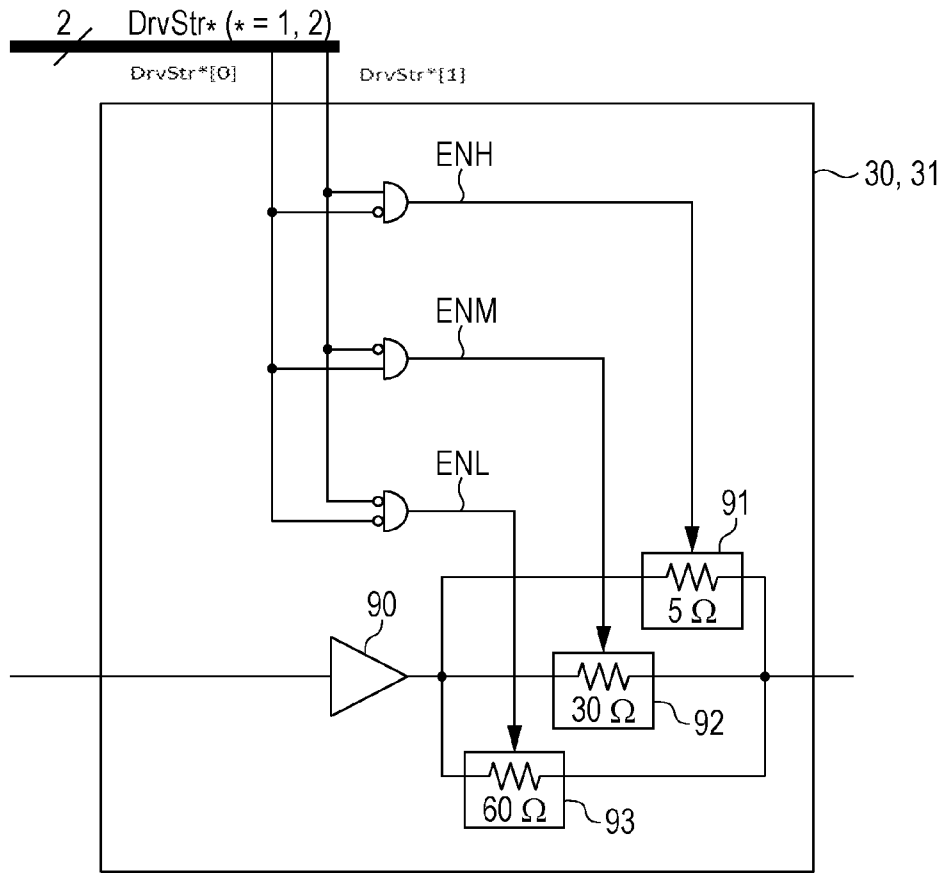 2 DrvStr* (* = 1, 2)
DrvStr*[0] DrvStr*[1]
ENH
30, 31
ENM
ENL
91
5 Ω
90
30 Ω
92
60 Ω
93